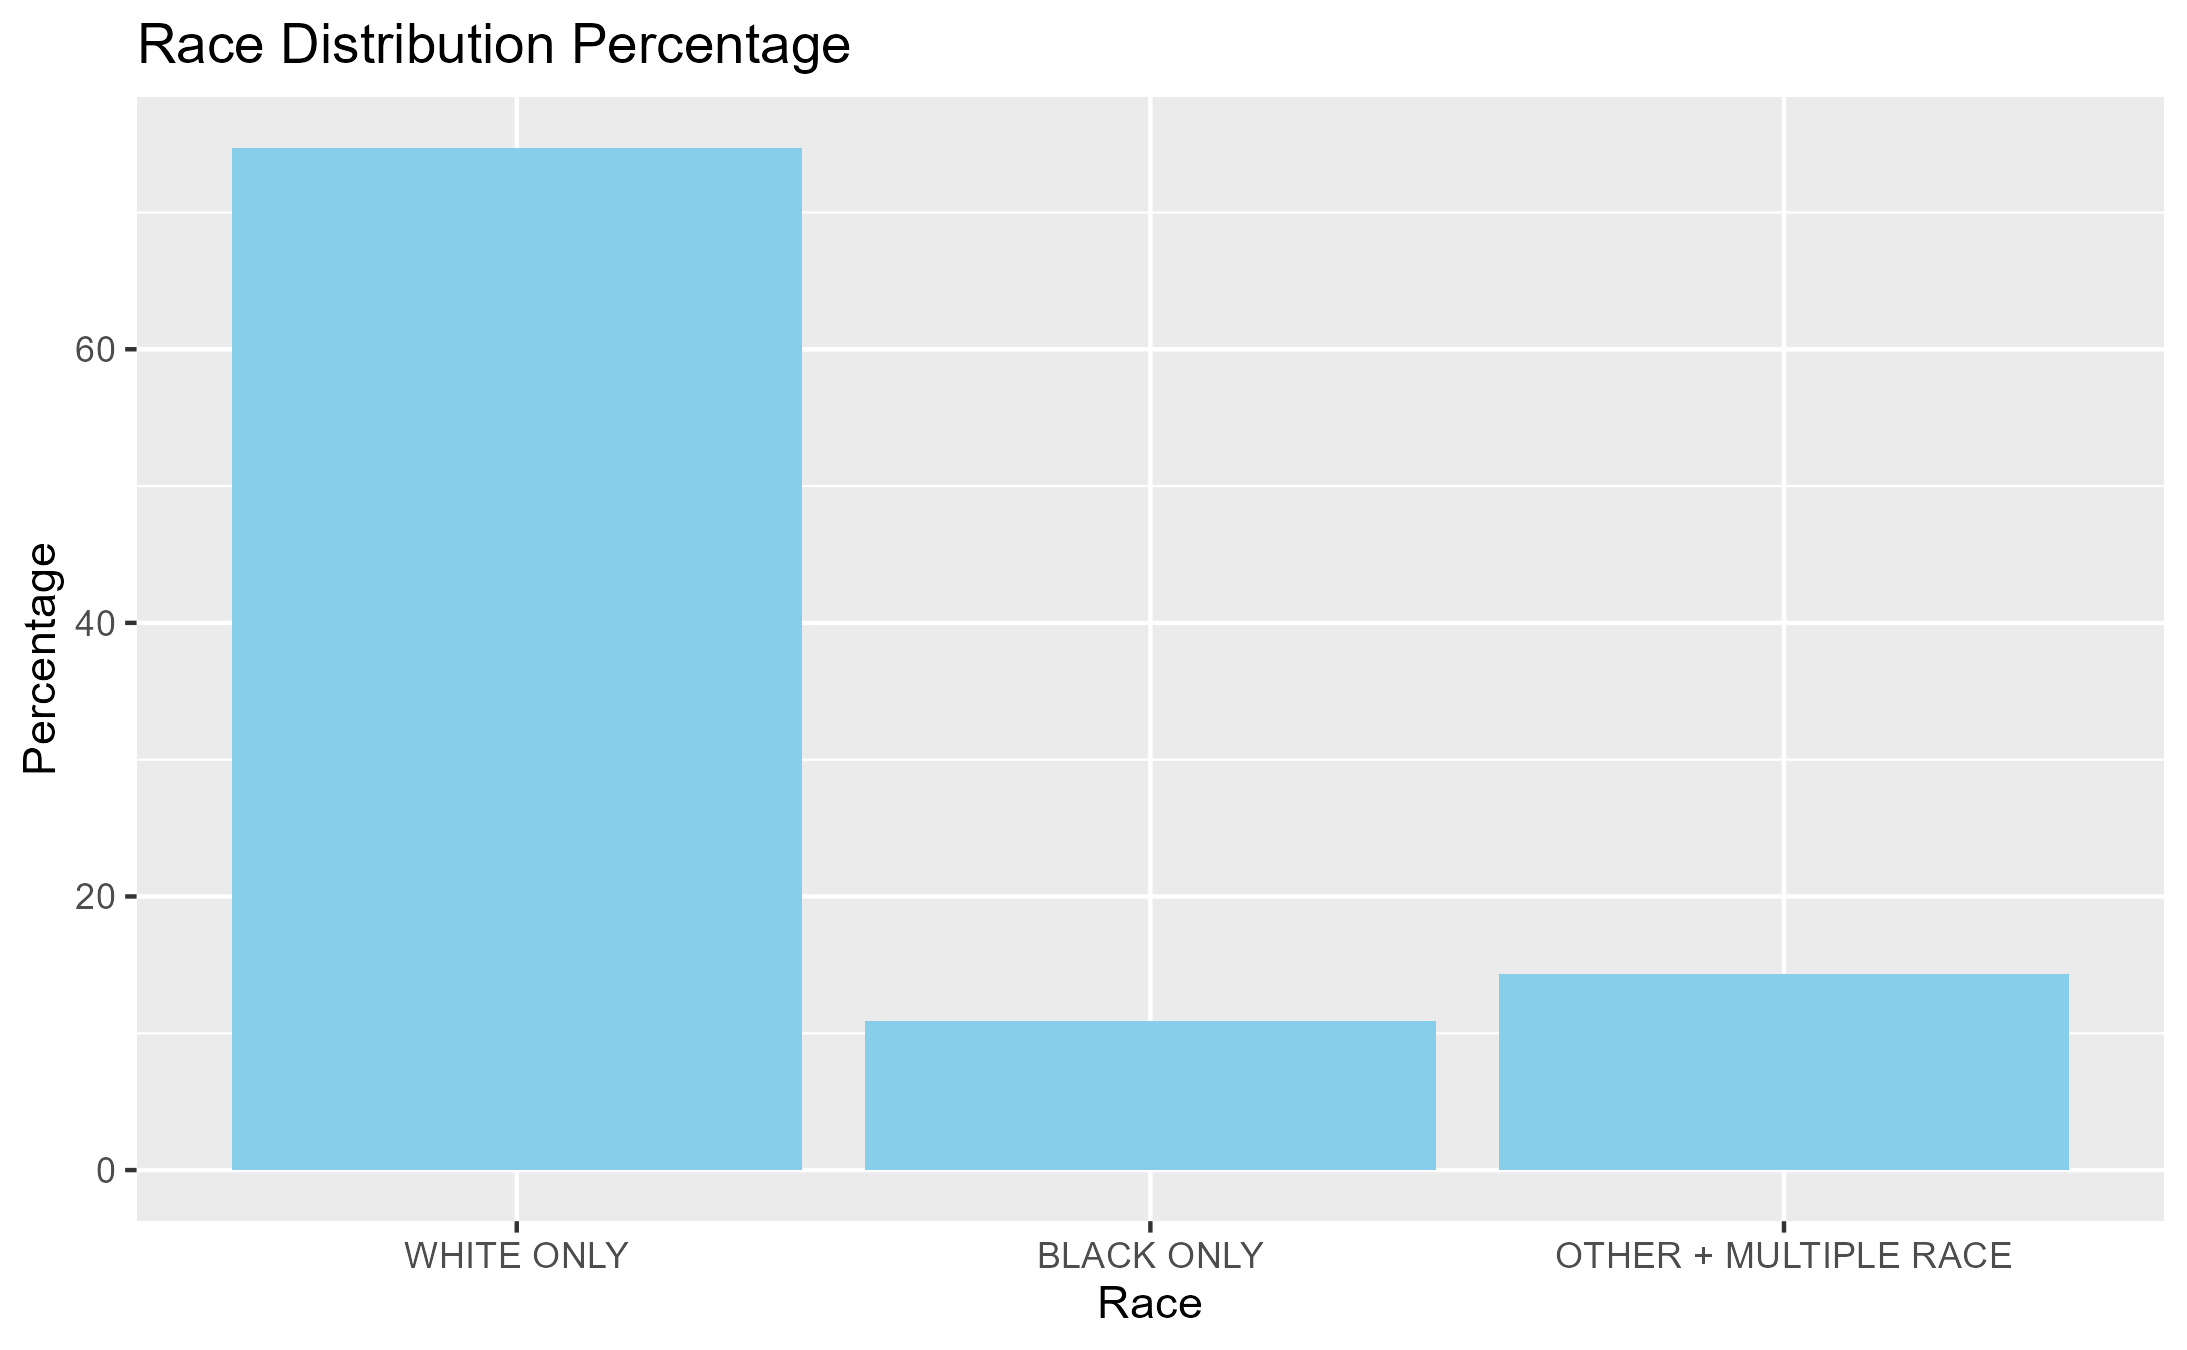 Race Distribution Percentage
Percentage
60
40
20
0
WHITE ONLY
BLACK ONLY
OTHER + MULTIPLE RACE
Race